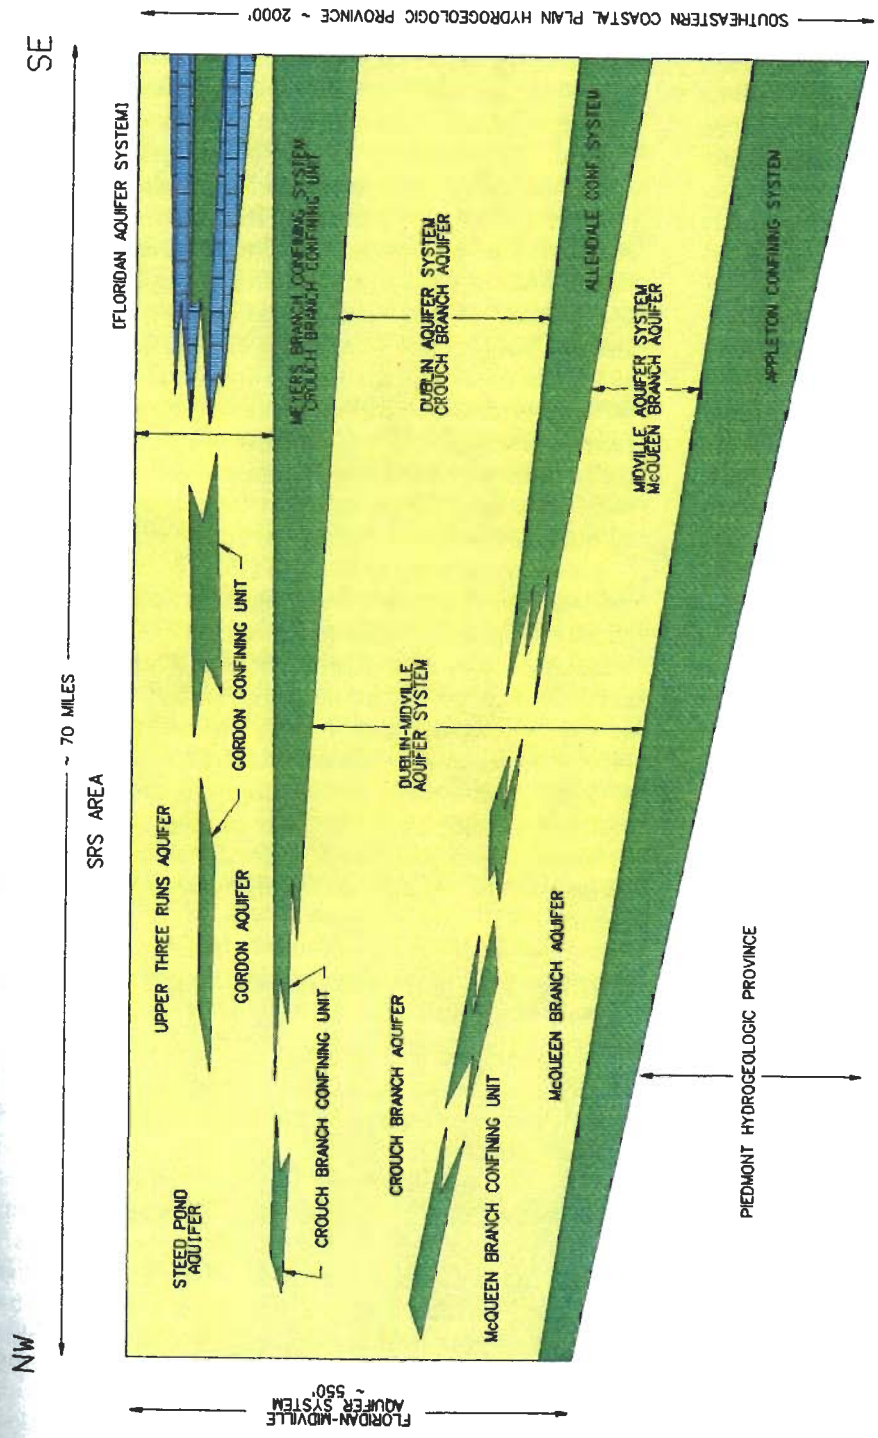 NW
SE
~ 70 MILES
SRS AREA
[FLORIDAN AQUIFER SYSTEM]
STEED POND
AQUIFER
UPPER THREE RUNS AQUIFER
GORDON CONFINING UNIT
GORDON AQUIFER
MEYERS BRANCH CONFINING SYSTEM
CROUCH BRANCH CONFINING UNIT
CROUCH BRANCH CONFINING UNIT
CROUCH BRANCH AQUIFER
DUBLIN-MIDVILLE
AQUIFER SYSTEM
DUBLIN AQUIFER SYSTEM
CROUCH BRANCH AQUIFER
McQUEEN BRANCH CONFINING UNIT
ALLENDALE CONF. SYSTEM
McQUEEN BRANCH AQUIFER
MIDVILLE AQUIFER SYSTEM
McQUEEN BRANCH AQUIFER
APPLETON CONFINING SYSTEM
PIEDMONT HYDROGEOLOGIC PROVINCE
FLORIDAN-MIDVILLE
AQUIFER SYSTEM
~ 550'
SOUTHEASTERN COASTAL PLAIN HYDROGEOLOGIC PROVINCE ~ 2000'